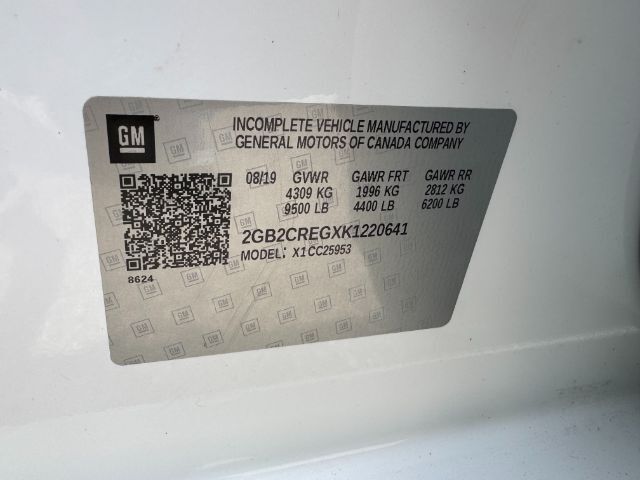 GM
INCOMPLETE VEHICLE MANUFACTURED BY
GENERAL MOTORS OF CANADA COMPANY
08/19 GVWR GAWR FRT GAWR RR
4309 KG 1996 KG 2812 KG
9500 LB 4400 LB 6200 LB
2GB2CREGXK1220641
MODEL: X1CC25953
8624